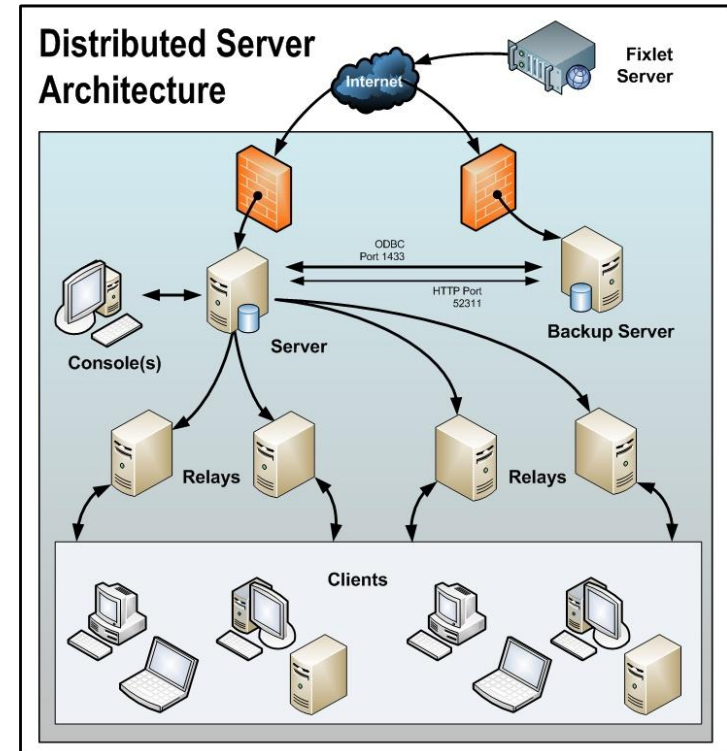 Distributed Server
Architecture
Internet
Fixlet
Server
ODBC
Port 1433
HTTP Port
52311
Console(s)
Server
Backup Server
Relays
Relays
Clients